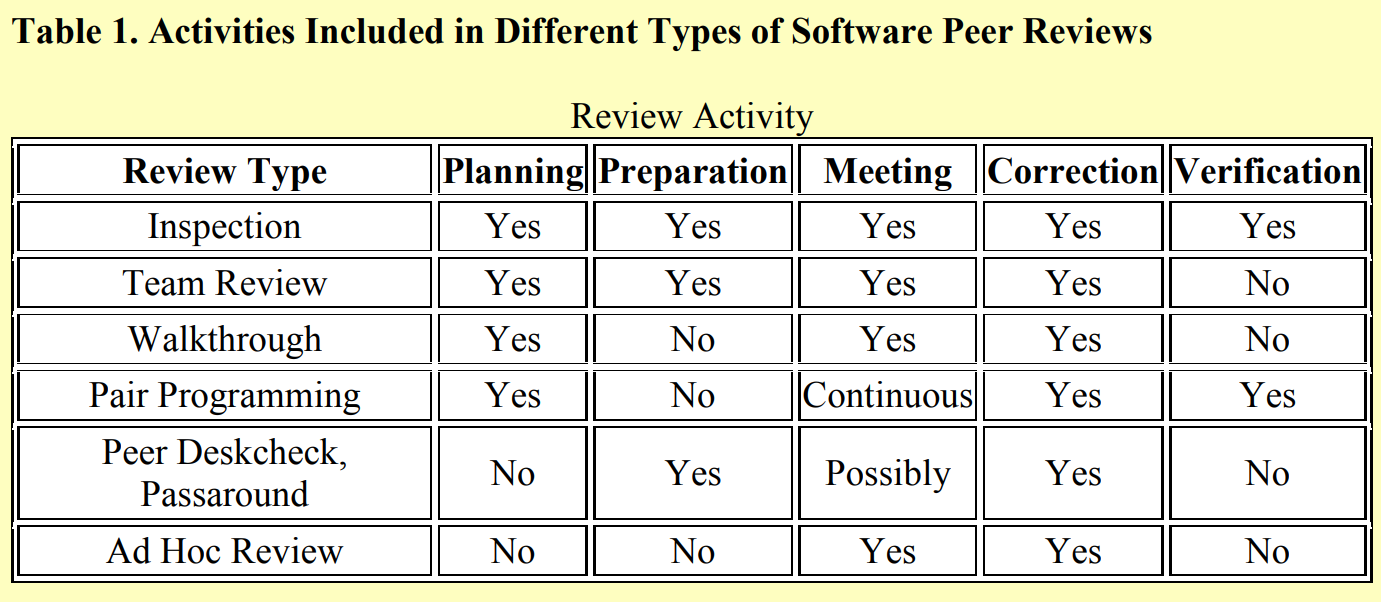 Table 1. Activities Included in Different Types of Software Peer Reviews
Review Activity
Review Type Planning Preparation Meeting Correction Verification
Inspection Yes Yes Yes Yes Yes
Team Review Yes Yes Yes Yes No
Walkthrough Yes No Yes Yes No
Pair Programming Yes No Continuous Yes Yes
Peer Deskcheck,
Passaround No Yes Possibly Yes No
Ad Hoc Review No No Yes Yes No